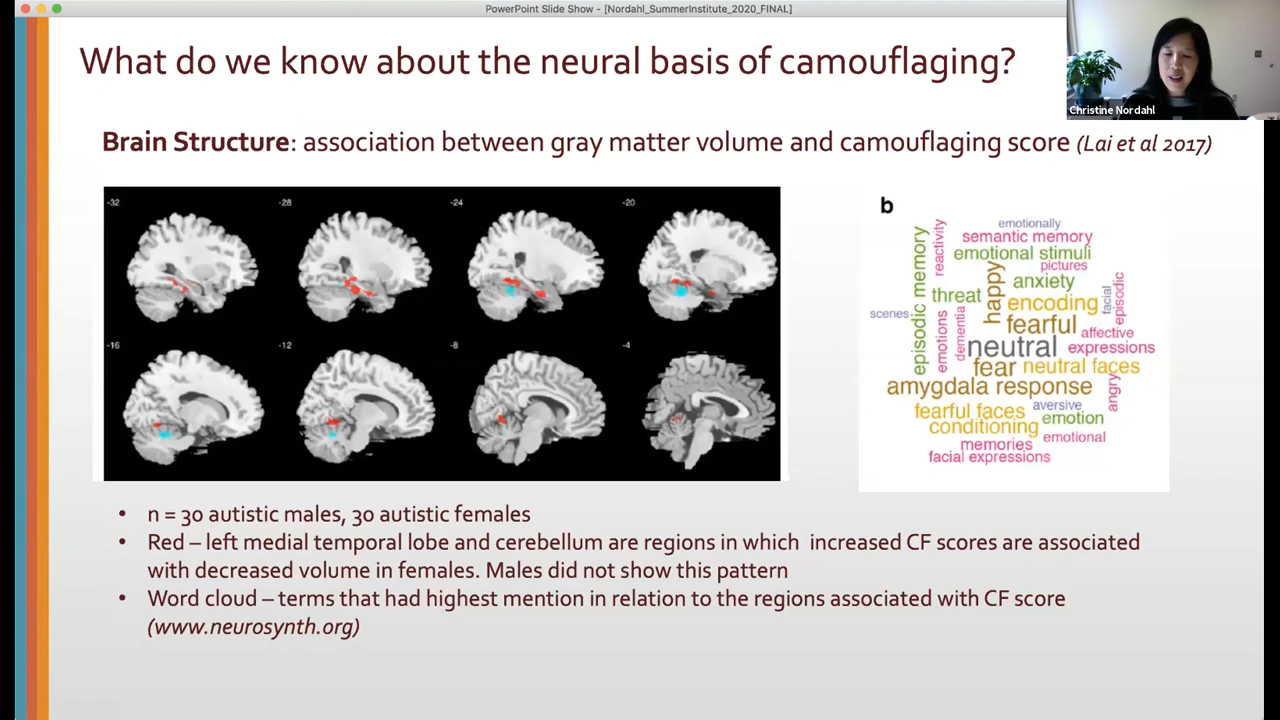 PowerPoint Slide Show - [Nordahl_SummerInstitute_2020_FINAL]
What do we know about the neural basis of camouflaging?
Christine Nordahl
Brain Structure: association between gray matter volume and camouflaging score (Lai et al 2017)
-32
-28
-24
-20
-16
-12
-8
-4
b
emotionally
semantic memory
emotional stimuli
pictures
reactivity
episodic memory
anxiety
threat
happy
encoding
facial
episodic
scenes
emotions
dementia
fearful
affective
neutral
expressions
fear
neutral faces
amygdala response
angry
fearful faces
aversive
conditioning
emotion
memories
emotional
facial expressions
• n = 30 autistic males, 30 autistic females
• Red – left medial temporal lobe and cerebellum are regions in which increased CF scores are associated
with decreased volume in females. Males did not show this pattern
• Word cloud – terms that had highest mention in relation to the regions associated with CF score
(www.neurosynth.org)